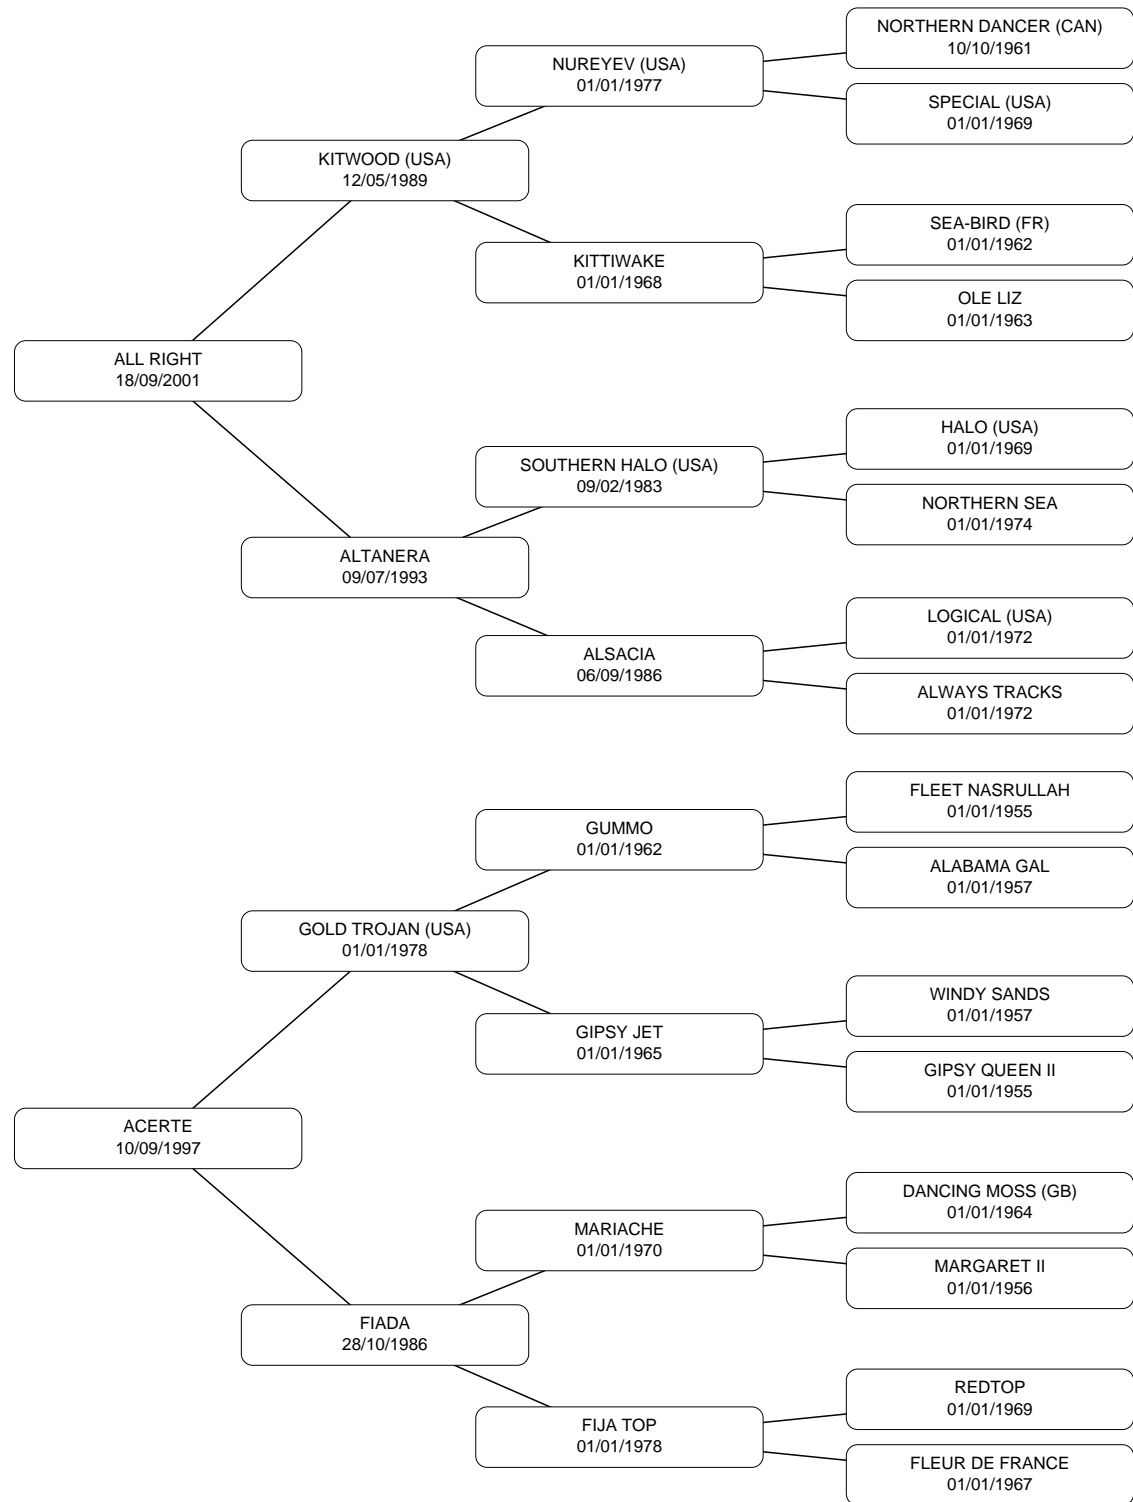 NORTHERN DANCER (CAN)
10/10/1961
NUREYEV (USA)
01/01/1977
SPECIAL (USA)
01/01/1969
KITWOOD (USA)
12/05/1989
SEA-BIRD (FR)
01/01/1962
KITTIWAKE
01/01/1968
OLE LIZ
01/01/1963
ALL RIGHT
18/09/2001
HALO (USA)
01/01/1969
SOUTHERN HALO (USA)
09/02/1983
NORTHERN SEA
01/01/1974
ALTANERA
09/07/1993
LOGICAL (USA)
01/01/1972
ALSACIA
06/09/1986
ALWAYS TRACKS
01/01/1972
FLEET NASRULLAH
01/01/1955
GUMMO
01/01/1962
ALABAMA GAL
01/01/1957
GOLD TROJAN (USA)
01/01/1978
WINDY SANDS
01/01/1957
GIPSY JET
01/01/1965
GIPSY QUEEN II
01/01/1955
ACERTE
10/09/1997
DANCING MOSS (GB)
01/01/1964
MARIACHE
01/01/1970
MARGARET II
01/01/1956
FIADA
28/10/1986
REDTOP
01/01/1969
FIJA TOP
01/01/1978
FLEUR DE FRANCE
01/01/1967